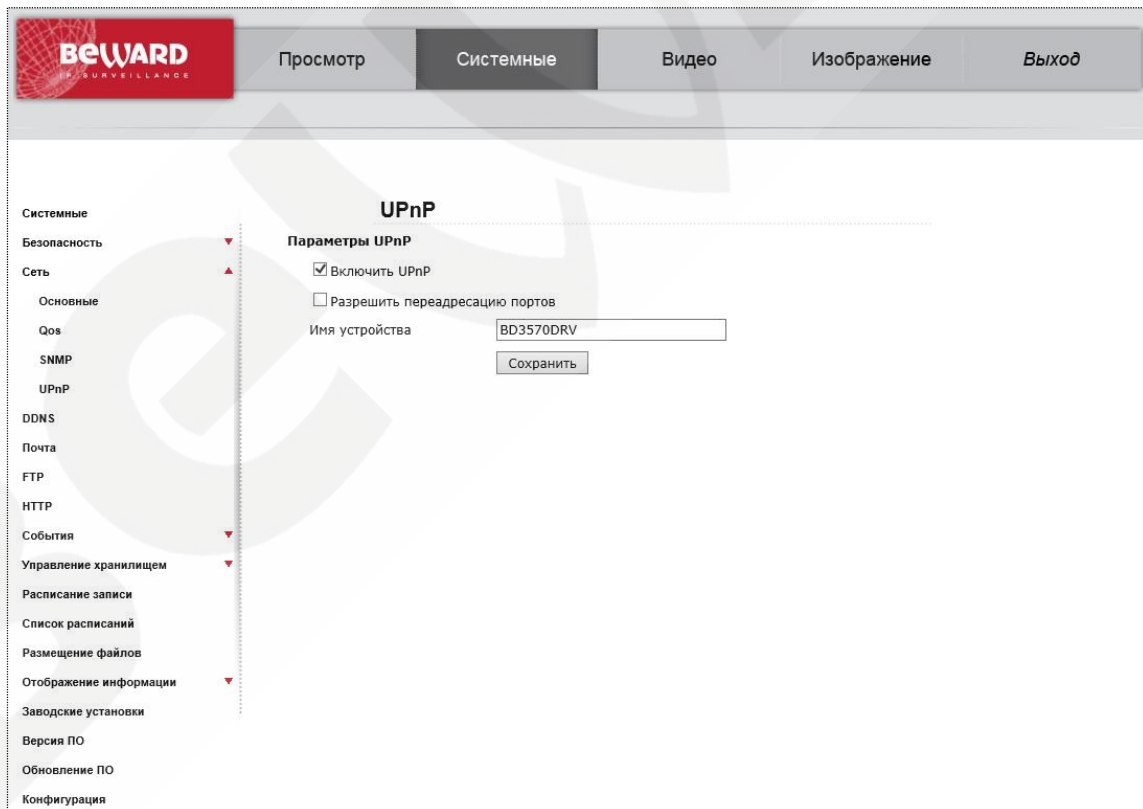 BEWARD
IP SURVEILLANCE
Просмотр
Системные
Видео
Изображение
Выход
UPnP
Параметры UPnP
Включить UPnP
Разрешить переадресацию портов
Имя устройства
BD3570DRV
Сохранить
Системные
Безопасность
Сеть
Основные
Qos
SNMP
UPnP
DDNS
Почта
FTP
HTTP
События
Управление хранилищем
Расписание записи
Список расписаний
Размещение файлов
Отображение информации
Заводские установки
Версия ПО
Обновление ПО
Конфигурация